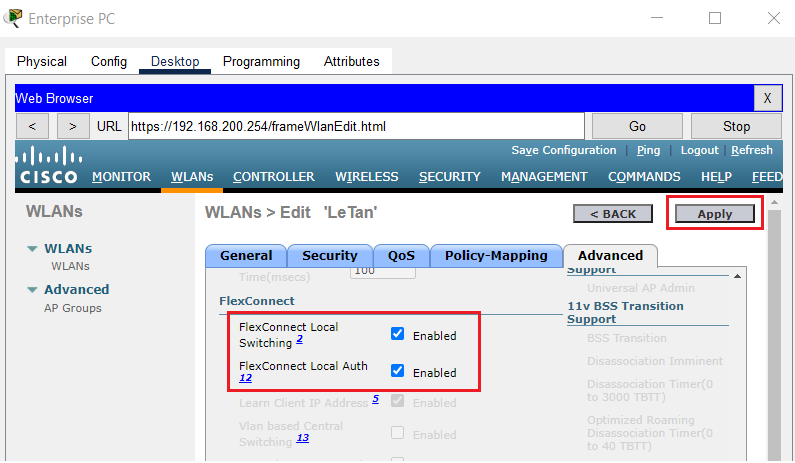 Enterprise PC
Physical Config Desktop Programming Attributes
Web Browser X
< > URL https://192.168.200.254/frameWlanEdit.html Go Stop
Save Configuration | Ping | Logout | Refresh
CISCO MONITOR WLANs CONTROLLER WIRELESS SECURITY MANAGEMENT COMMANDS HELP FEED
WLANs
WLANs
WLANs
Advanced
AP Groups
WLANs > Edit 'LeTan' < BACK Apply
General Security QoS Policy-Mapping Advanced
Time(msecs) 100
FlexConnect
FlexConnect Local
Switching 2 Enabled
FlexConnect Local Auth
12 Enabled
Learn Client IP Address 5 Enabled
Vlan based Central
Switching 13 Enabled
Support
Universal AP Admin
11v BSS Transition
Support
BSS Transition
Disassociation Imminent
Disassociation Timer(0
to 3000 TBTT)
Optimized Roaming
Disassociation Timer(0
to 40 TBTT)